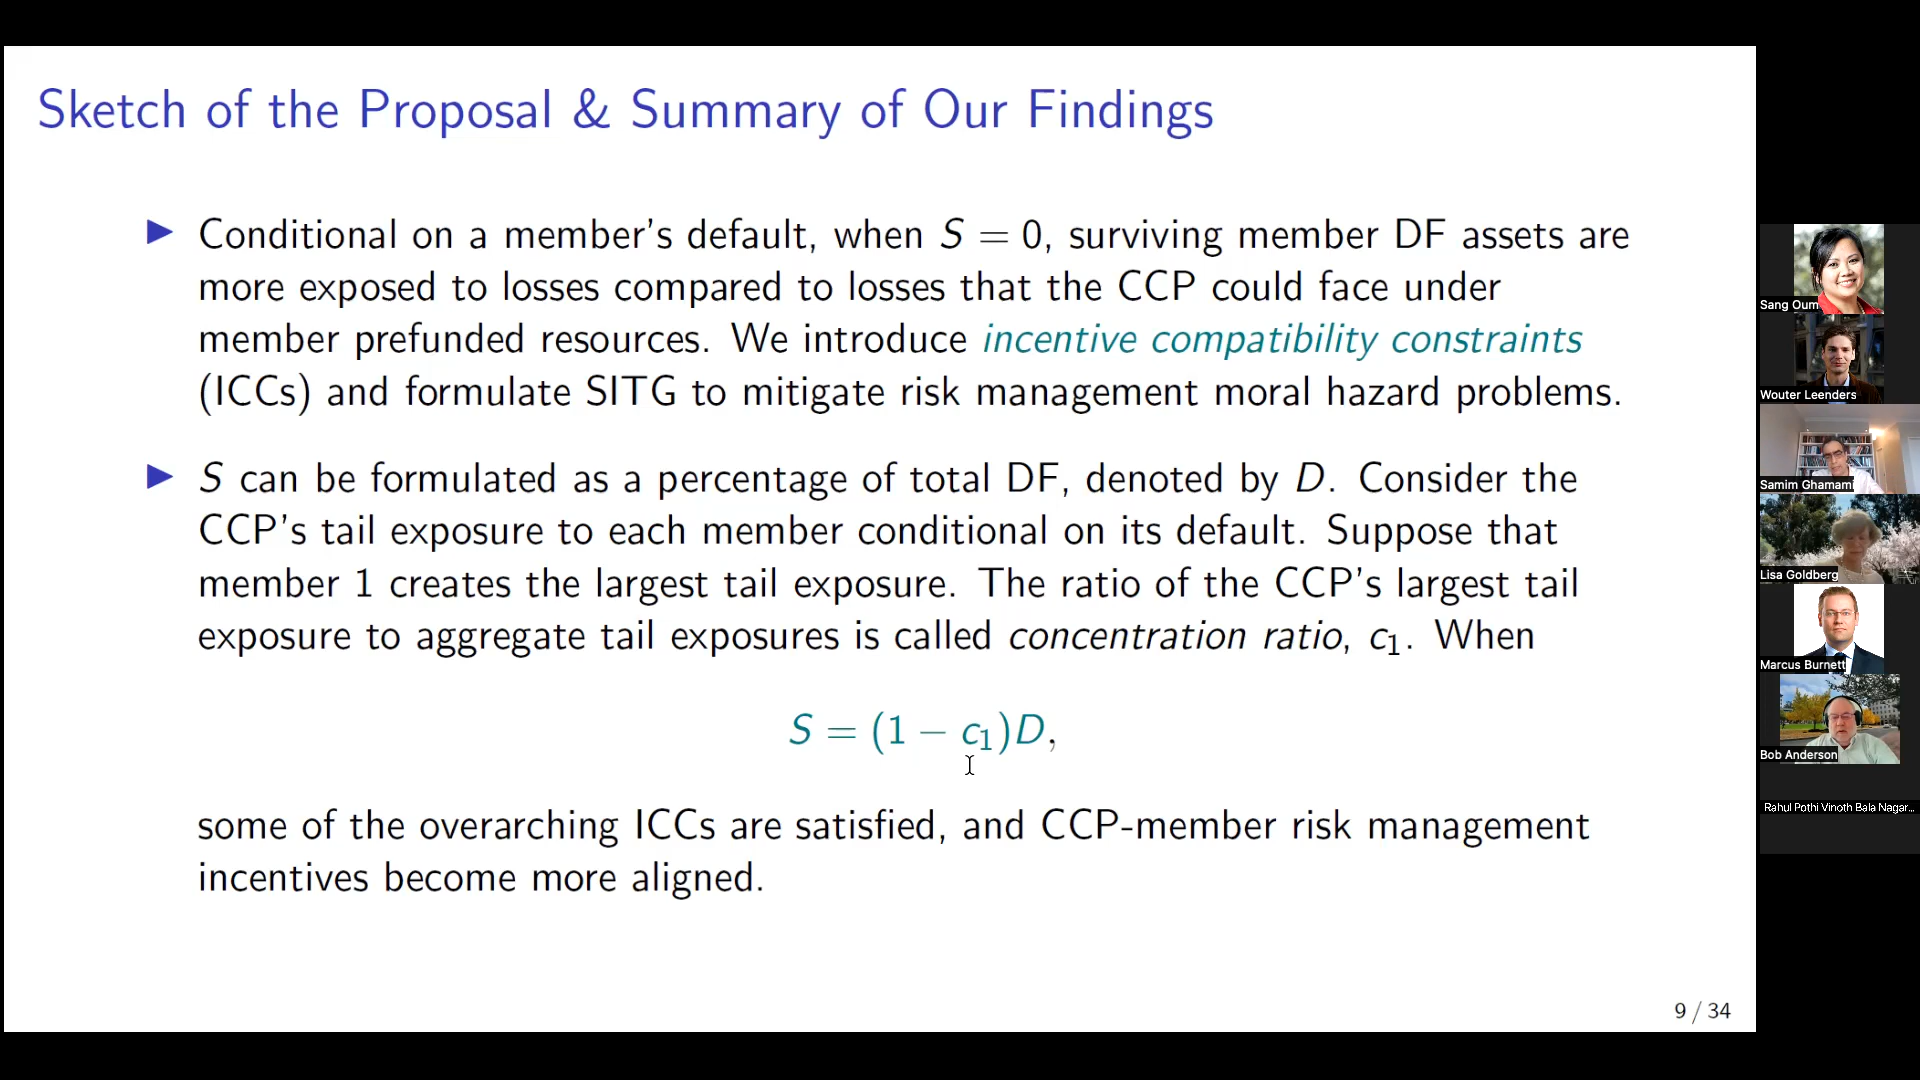 Sketch of the Proposal & Summary of Our Findings
▶ Conditional on a member's default, when S = 0, surviving member DF assets are
more exposed to losses compared to losses that the CCP could face under
member prefunded resources. We introduce incentive compatibility constraints
(ICCs) and formulate SITG to mitigate risk management moral hazard problems.
▶ S can be formulated as a percentage of total DF, denoted by D. Consider the
CCP's tail exposure to each member conditional on its default. Suppose that
member 1 creates the largest tail exposure. The ratio of the CCP's largest tail
exposure to aggregate tail exposures is called concentration ratio, c₁. When
S = (1 − c₁)D,
some of the overarching ICCs are satisfied, and CCP-member risk management
incentives become more aligned.
9 / 34
Sang Oum
Wouter Leenders
Samim Ghamami
Lisa Goldberg
Marcus Burnett
Bob Anderson
Rahul Pothi Vinoth Bala Nagar...